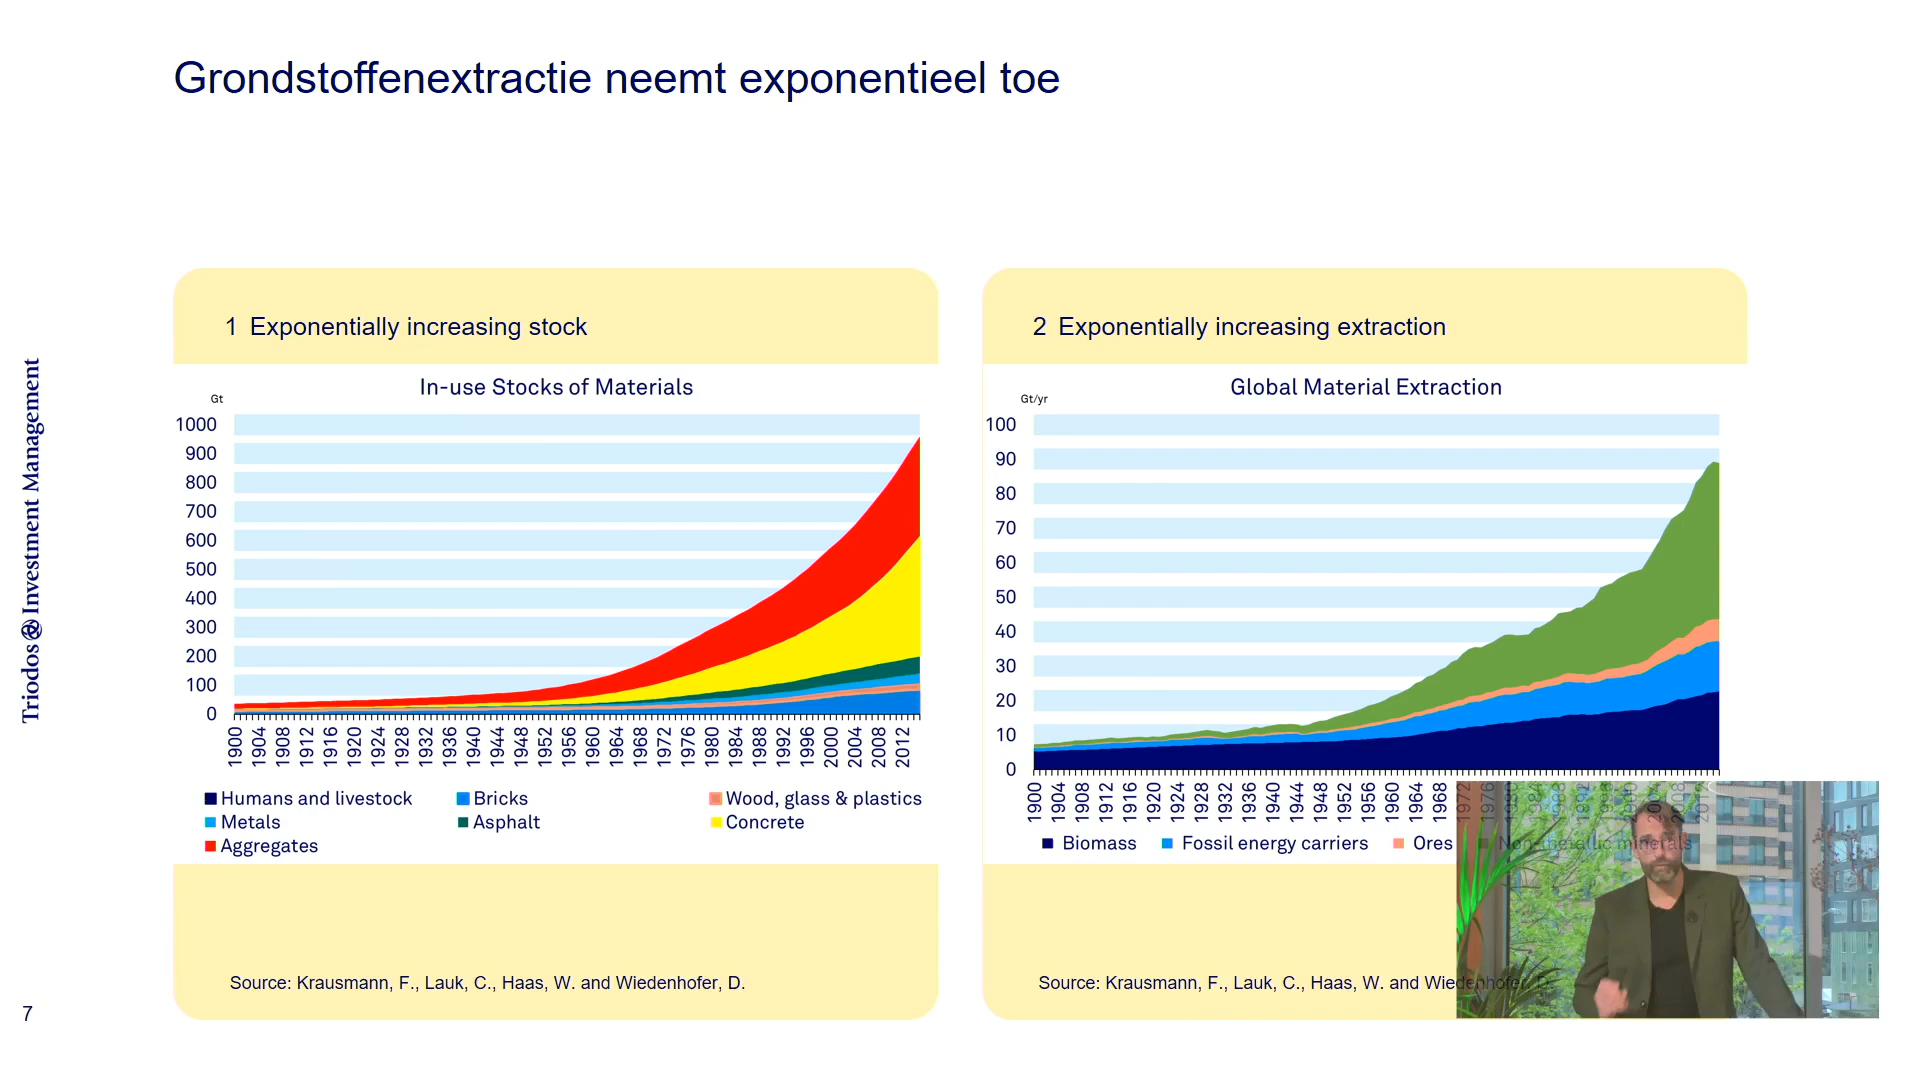 Grondstoffenextractie neemt exponentieel toe
1 Exponentially increasing stock
In-use Stocks of Materials
Gt
1000
900
800
700
600
500
400
300
200
100
0
1900 1904 1908 1912 1916 1920 1924 1928 1932 1936 1940 1944 1948 1952 1956 1960 1964 1968 1972 1976 1980 1984 1988 1992 1996 2000 2004 2008 2012
Humans and livestock Bricks Wood, glass & plastics
Metals Asphalt Concrete
Aggregates
Source: Krausmann, F., Lauk, C., Haas, W. and Wiedenhofer, D.
2 Exponentially increasing extraction
Global Material Extraction
Gt/yr
100
90
80
70
60
50
40
30
20
10
0
1900 1904 1908 1912 1916 1920 1924 1928 1932 1936 1940 1944 1948 1952 1956 1960 1964 1968 1972 1976
Biomass Fossil energy carriers Ores Non-metallic minerals
Source: Krausmann, F., Lauk, C., Haas, W. and Wiedenhofer, D.
Triodos Investment Management
7